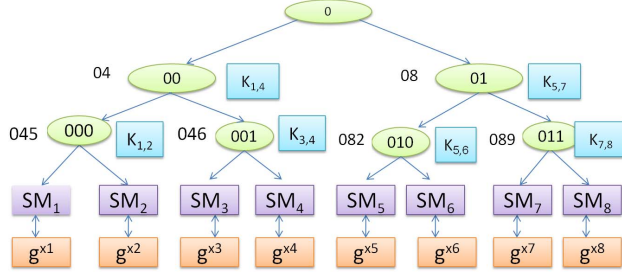 0
04 00 K1,4 08 01 K5,7
045 000 K1,2 046 001 K3,4 082 010 K5,6 089 011 K7,8
SM1 SM2 SM3 SM4 SM5 SM6 SM7 SM8
gx1 gx2 gx3 gx4 gx5 gx6 gx7 gx8